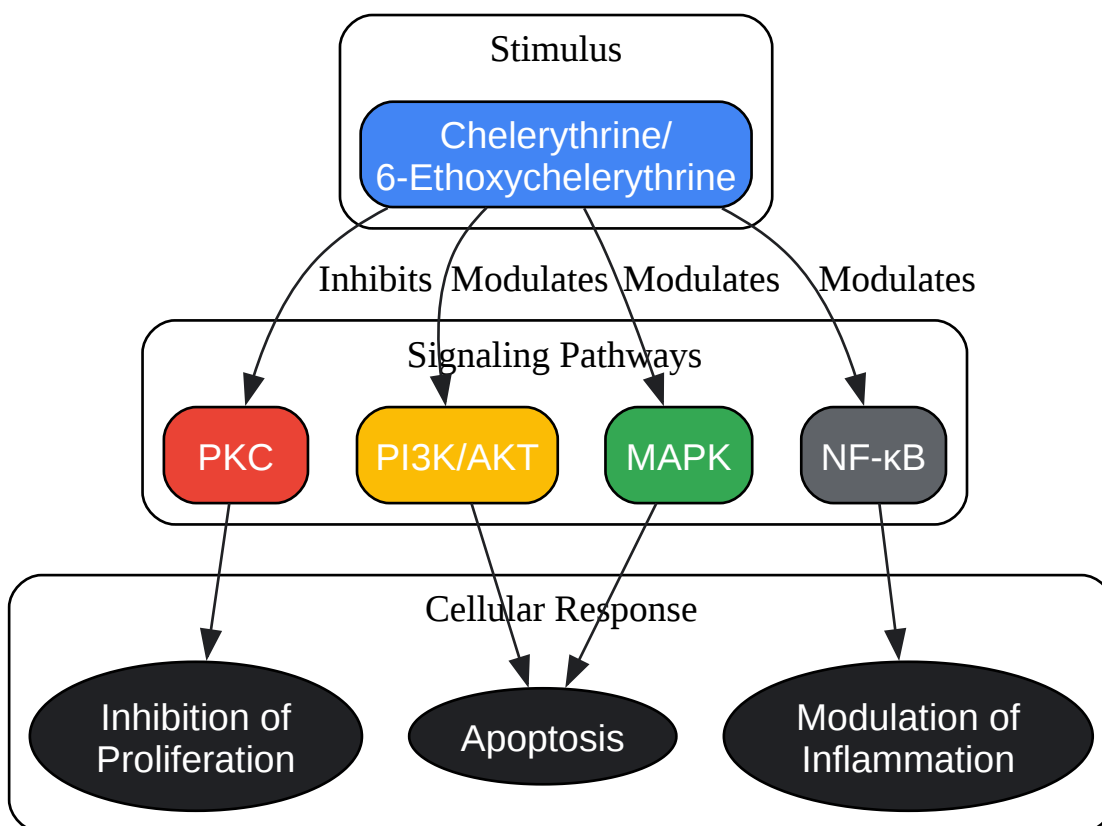 Stimulus
Chelerythrine/
6-Ethoxychelerythrine
Inhibits
Modulates
Modulates
Modulates
Signaling Pathways
PKC
PI3K/AKT
MAPK
NF-κB
Cellular Response
Inhibition of
Proliferation
Apoptosis
Modulation of
Inflammation